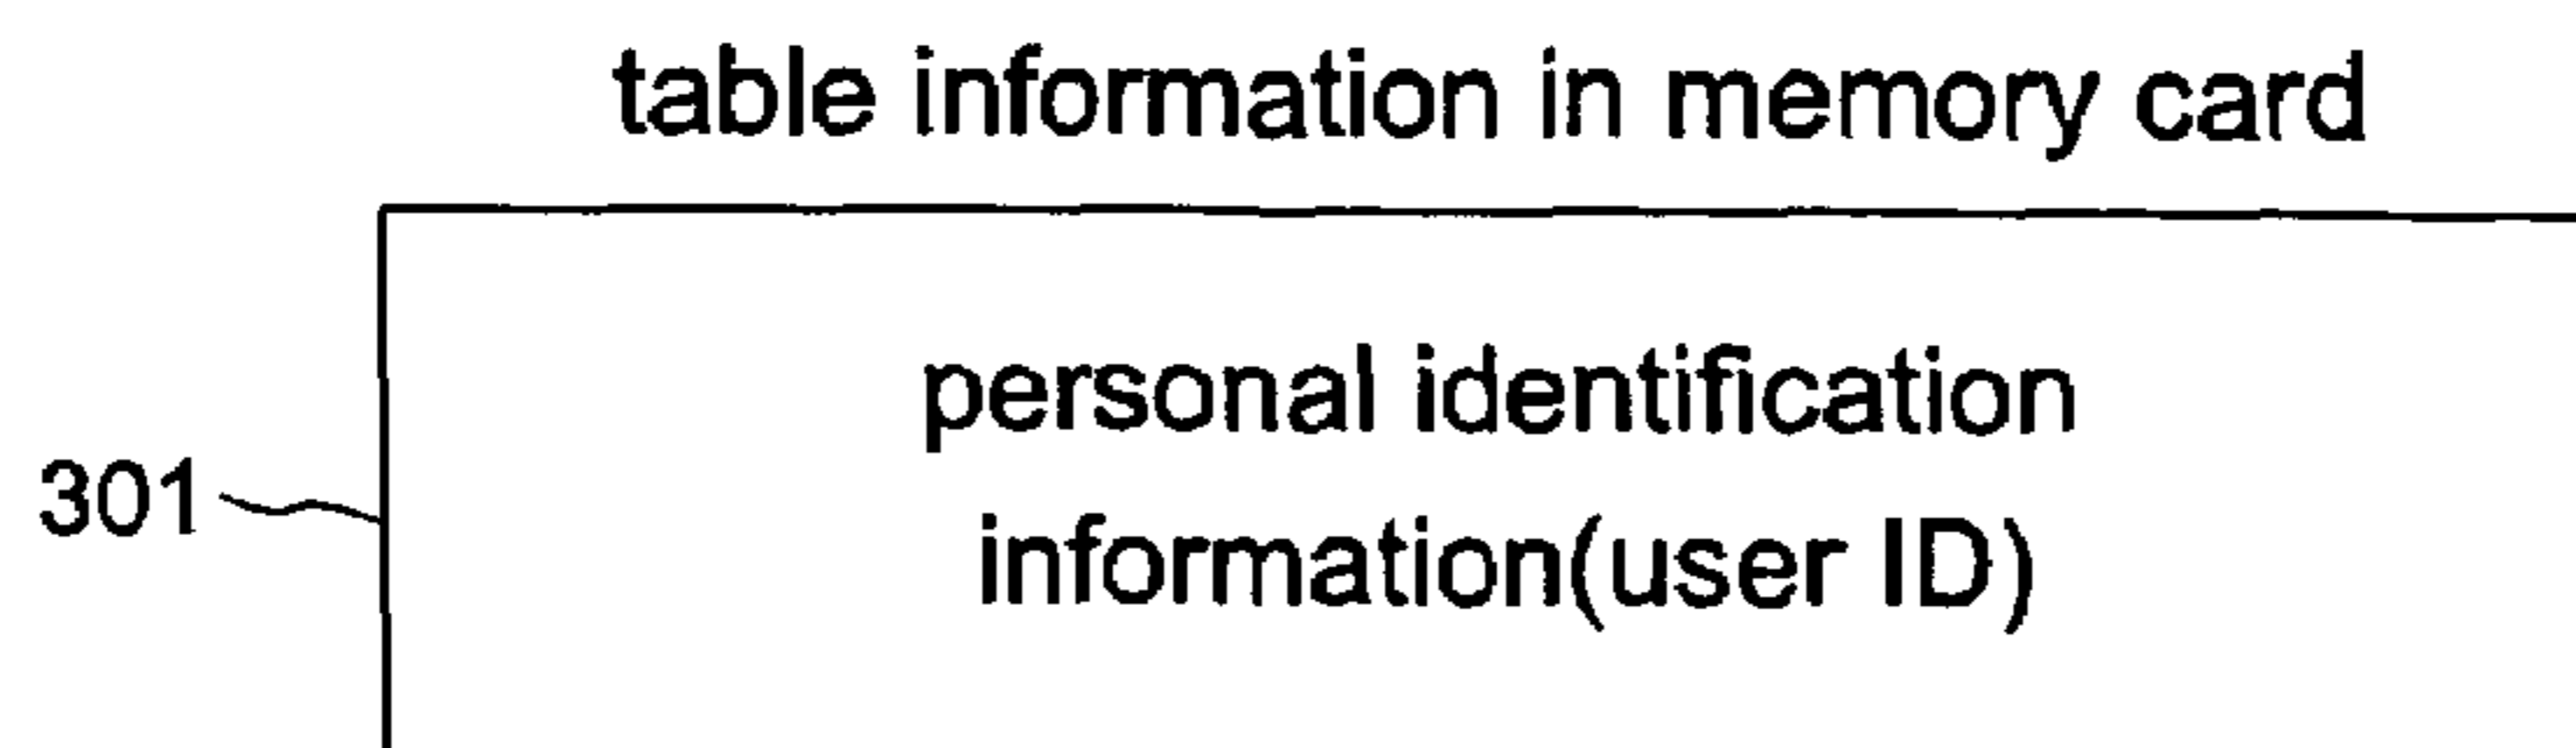 table information in memory card
personal identification
301
information(user ID)